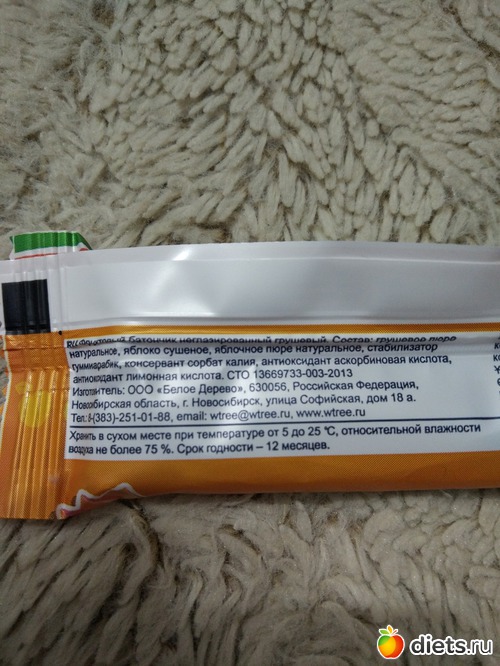 батончик неглазированный грушевый. Состав: грушевое пюре
натуральное, яблоко сушеное, яблочное пюре натуральное, стабилизатор
гуммиарабик, консервант сорбат калия, антиоксидант аскорбиновая кислота,
антиоксидант лимонная кислота. СТО 13669733-003-2013
Изготовитель: ООО «Белое Дерево», 630056, Российская Федерация,
Новосибирская область, г. Новосибирск, улица Софийская, дом 18 а.
Тел: 8-(383)-251-01-88, email: wtree@wtree.ru, www.wtree.ru
Хранить в сухом месте при температуре от 5 до 25 °С, относительной влажности
воздуха не более 75 %. Срок годности – 12 месяцев.
diets.ru